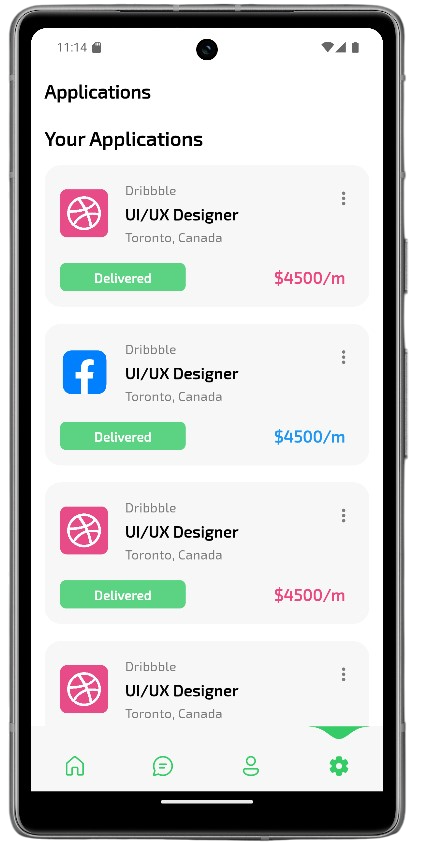 11:14
Applications
Your Applications
Dribbble
UI/UX Designer
Toronto, Canada
Delivered
$4500/m
Dribbble
UI/UX Designer
Toronto, Canada
Delivered
$4500/m
Dribbble
UI/UX Designer
Toronto, Canada
Delivered
$4500/m
Dribbble
UI/UX Designer
Toronto, Canada